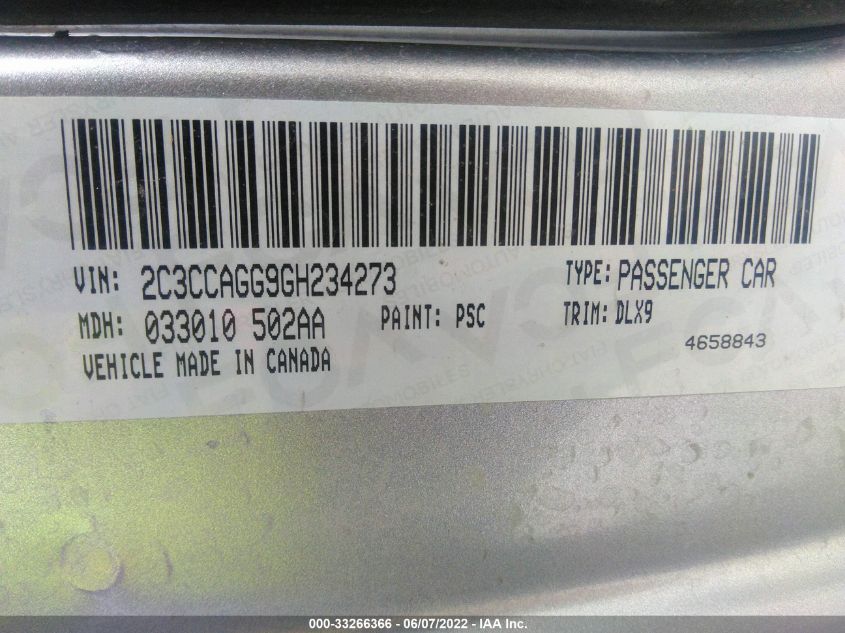 VIN: 2C3CCAGG9GH234273 TYPE: PASSENGER CAR
MDH: 033010 502AA PAINT: PSC TRIM: DLX9
4658843
VEHICLE MADE IN CANADA
000-33266366 - 06/07/2022 - IAA Inc.